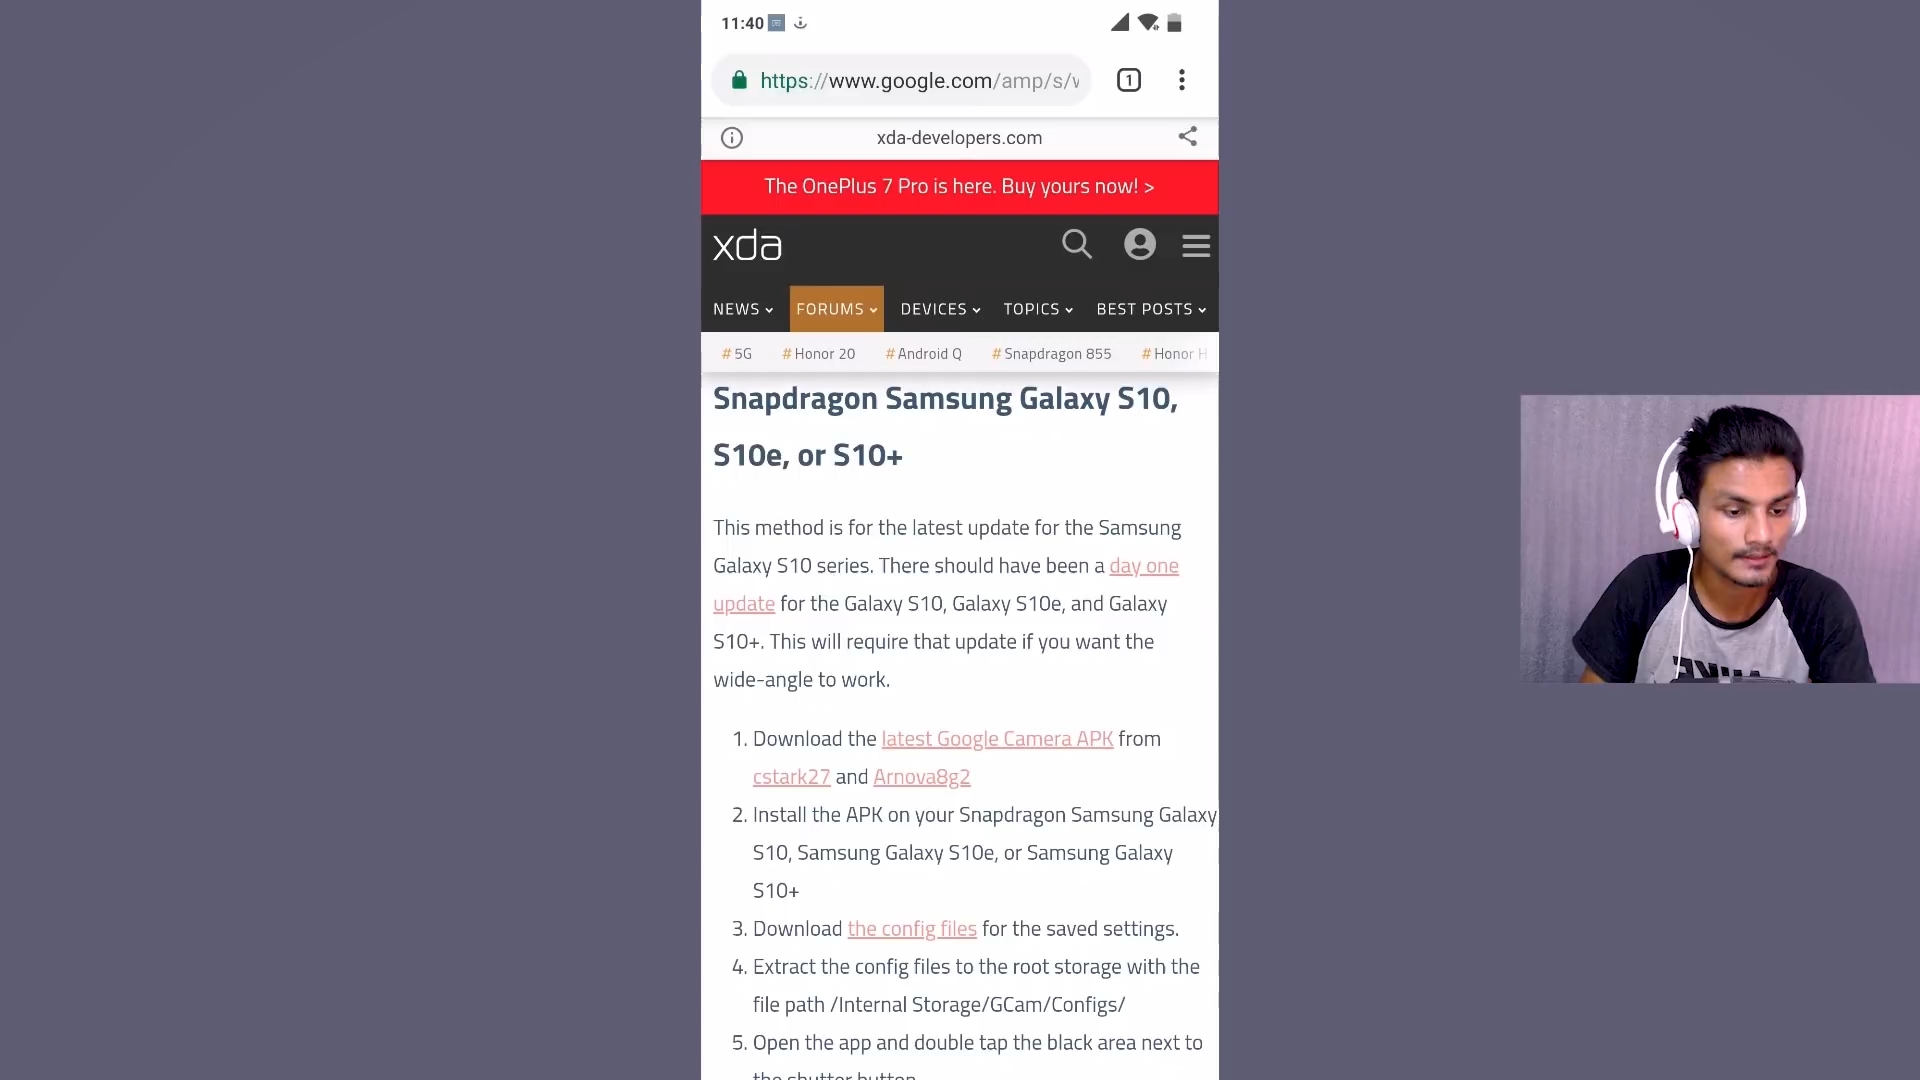 11:40
https://www.google.com/amp/s/
1
xda-developers.com
The OnePlus 7 Pro is here. Buy yours now! >
xda
NEWS FORUMS DEVICES TOPICS BEST POSTS
#5G #Honor 20 #Android Q #Snapdragon 855 #Honor H
Snapdragon Samsung Galaxy S10,
S10e, or S10+
This method is for the latest update for the Samsung
Galaxy S10 series. There should have been a day one
update for the Galaxy S10, Galaxy S10e, and Galaxy
S10+. This will require that update if you want the
wide-angle to work.
1. Download the latest Google Camera APK from
cstark27 and Arnova8g2
2. Install the APK on your Snapdragon Samsung Galaxy
S10, Samsung Galaxy S10e, or Samsung Galaxy
S10+
3. Download the config files for the saved settings.
4. Extract the config files to the root storage with the
file path /Internal Storage/GCam/Configs/
5. Open the app and double tap the black area next to
the shutter button